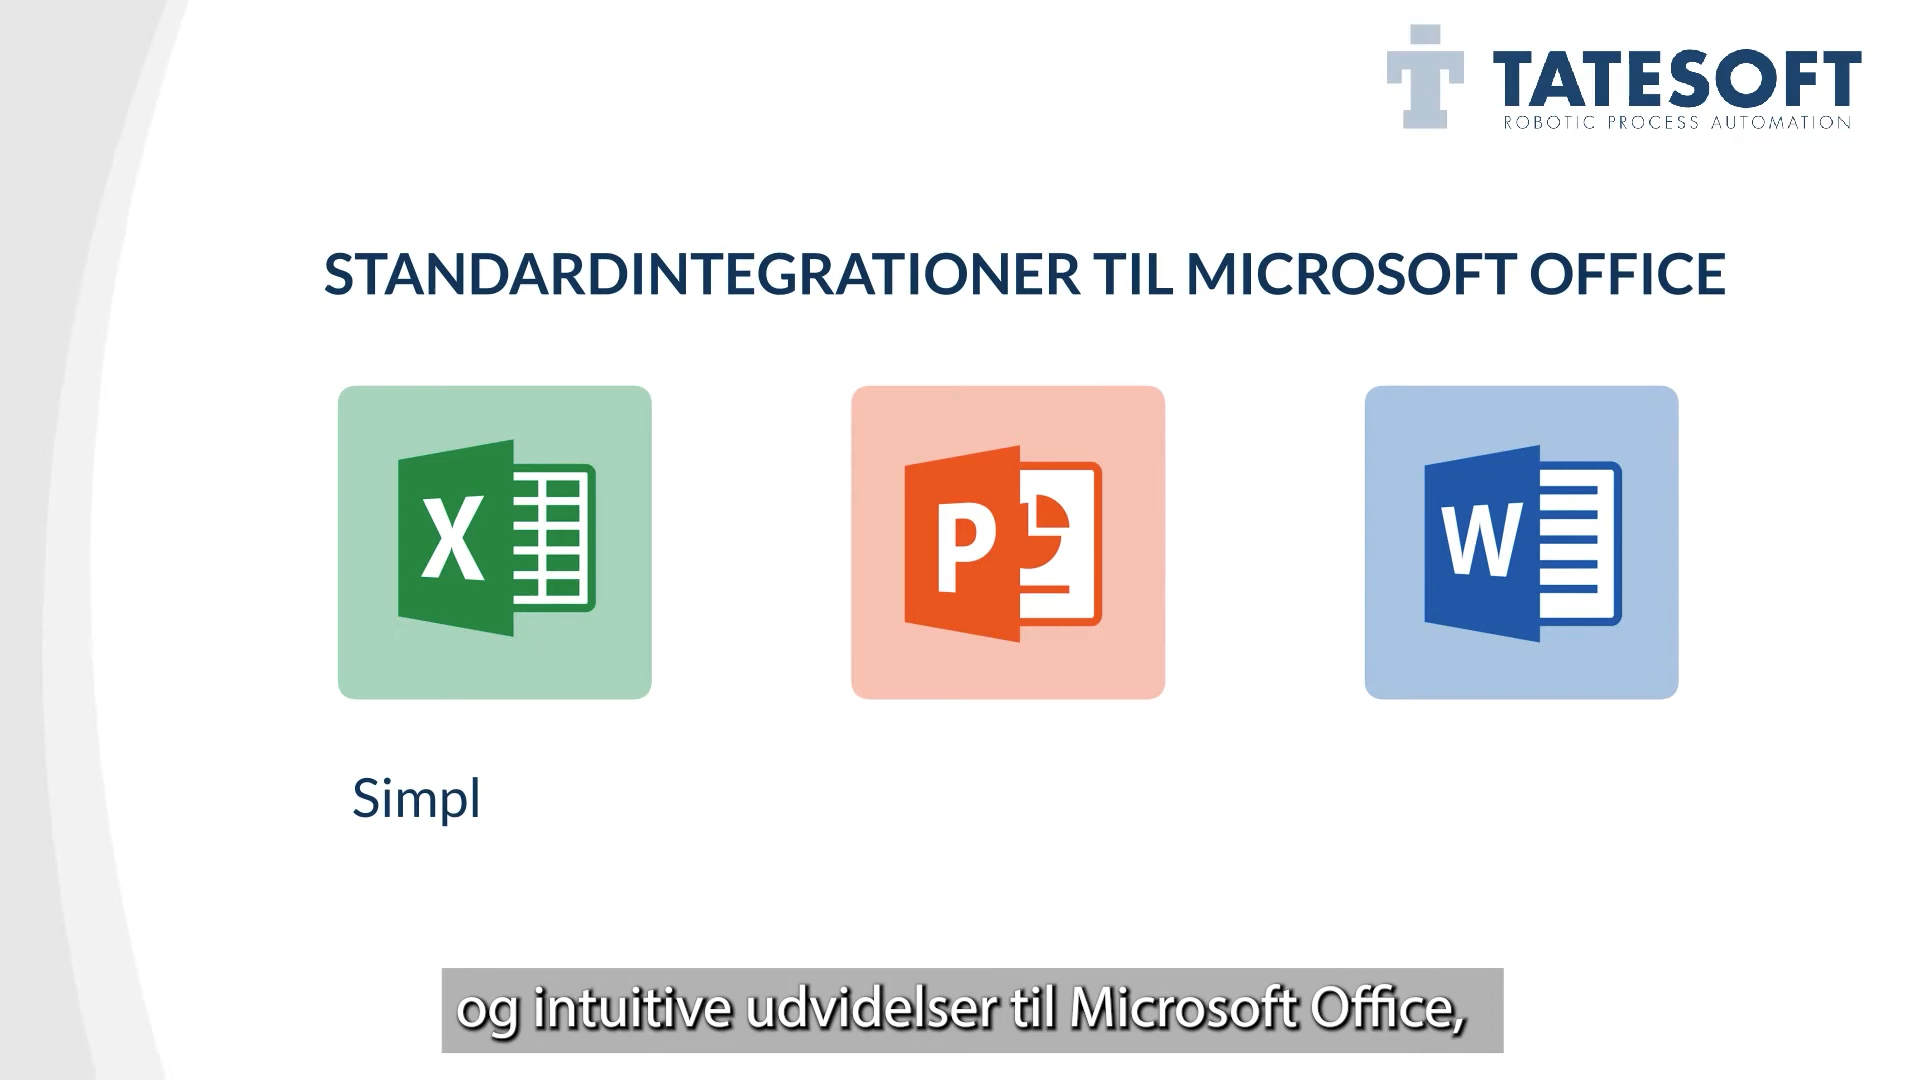 TATESOFT
ROBOTIC PROCESS AUTOMATION
STANDARDINTEGRATIONER TIL MICROSOFT OFFICE
X
P
W
Simpl
og intuitive udvidelser til Microsoft Office,